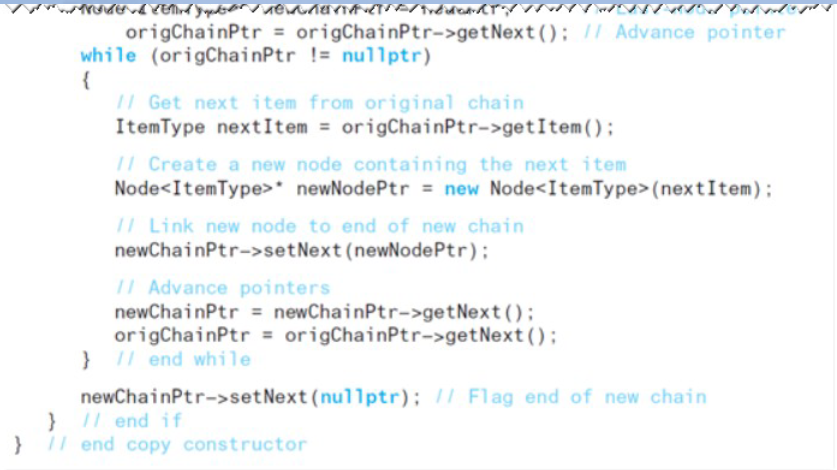 origChainPtr = origChainPtr->getNext(); // Advance pointer
while (origChainPtr != nullptr)
{
// Get next item from original chain
ItemType nextItem = origChainPtr->getItem();
// Create a new node containing the next item
Node<ItemType>* newNodePtr = new Node<ItemType>(nextItem);
// Link new node to end of new chain
newChainPtr->setNext(newNodePtr);
// Advance pointers
newChainPtr = newChainPtr->getNext();
origChainPtr = origChainPtr->getNext();
} // end while
newChainPtr->setNext(nullptr); // Flag end of new chain
} // end if
} // end copy constructor